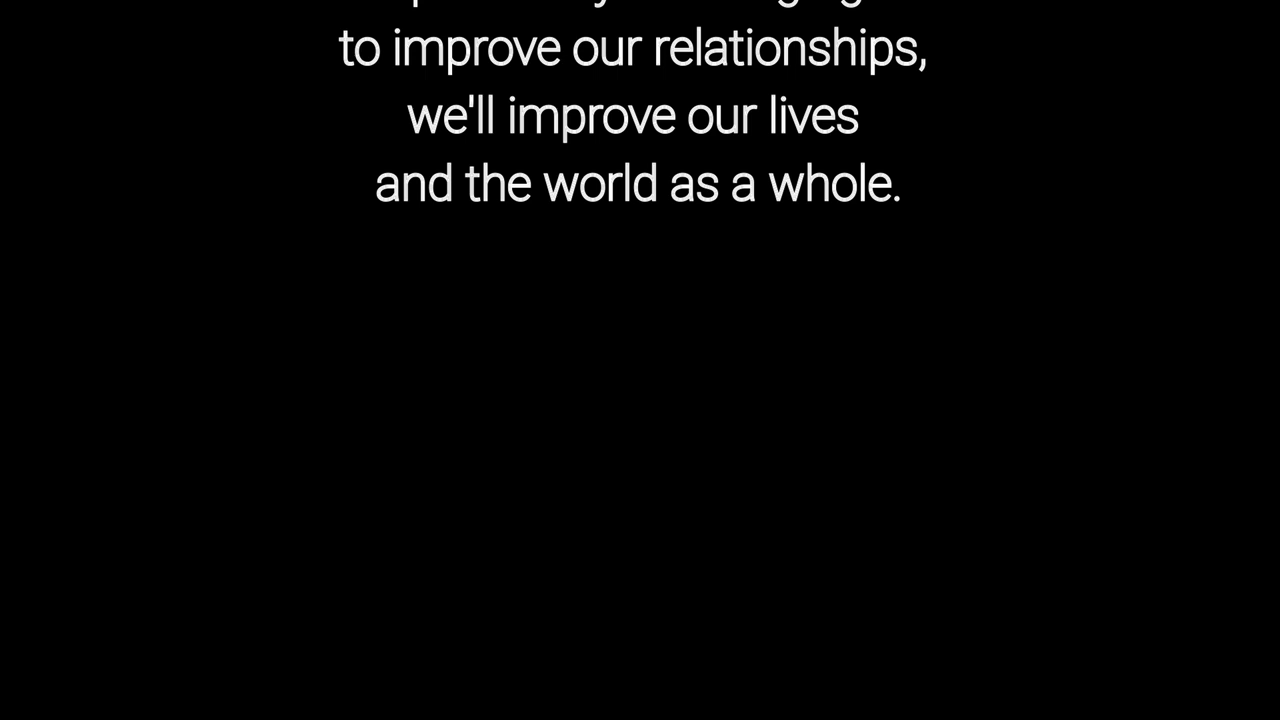 to improve our relationships,
we'll improve our lives
and the world as a whole.